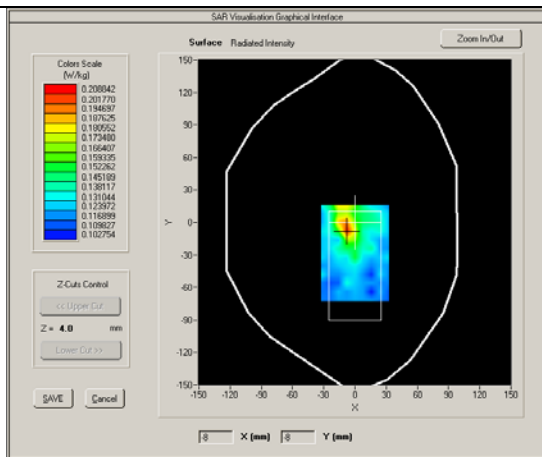 SAR Visualisation Graphical Interface
Surface Radiated Intensity
Zoom In/Out
Colors Scale
(W/kg)
0.208842
0.201770
0.194697
0.187625
0.180552
0.173480
0.166407
0.159335
0.152262
0.145189
0.138117
0.131044
0.123972
0.116899
0.109827
0.102754
150-
120-
90-
60-
30-
0-
-30-
-60-
-90-
-120-
-150-
Y
-150 -120 -90 -60 -30 0 30 60 90 120 150
X
Z-Cuts Control
<< Upper Cut
Z = 4.0 mm
Lower Cut >>
SAVE Cancel
-8 X (mm) -8 Y (mm)